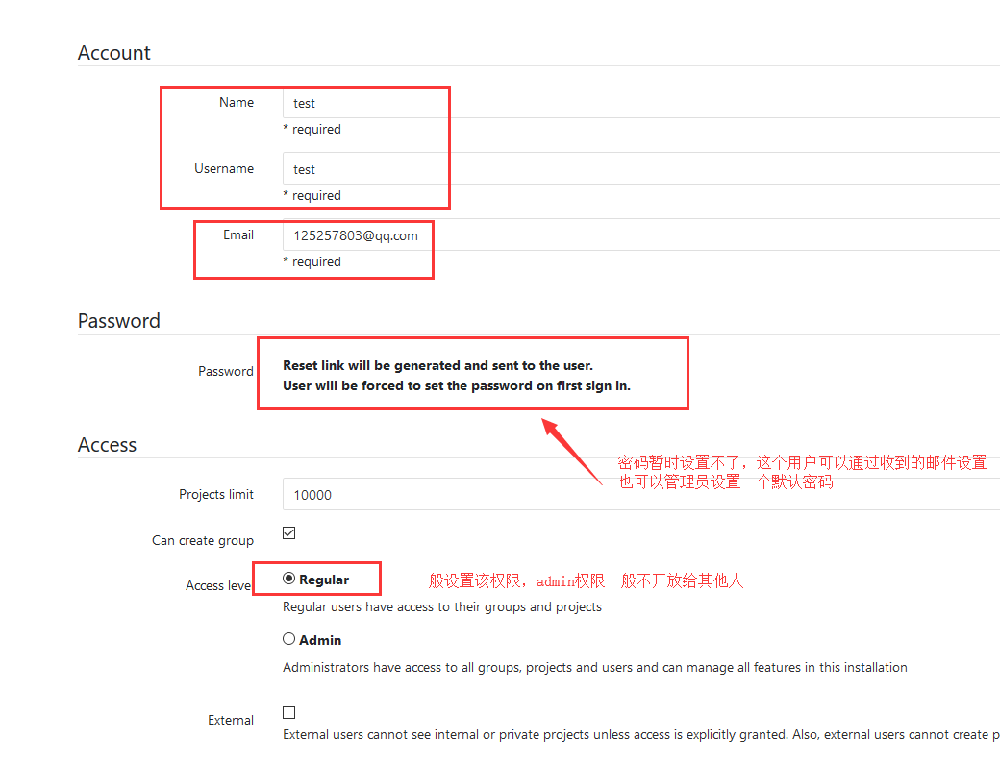 Account
Name
test
* required
Username
test
* required
Email
125257803@qq.com
* required
Password
Password
Reset link will be generated and sent to the user.
User will be forced to set the password on first sign in.
Access
密码暂时设置不了，这个用户可以通过收到的邮件设置
也可以管理员设置一个默认密码
Projects limit
10000
Can create group
Access leve
Regular
一般设置该权限，admin权限一般不开放给其他人
Regular users have access to their groups and projects
Admin
Administrators have access to all groups, projects and users and can manage all features in this installation
External
External users cannot see internal or private projects unless access is explicitly granted. Also, external users cannot create p